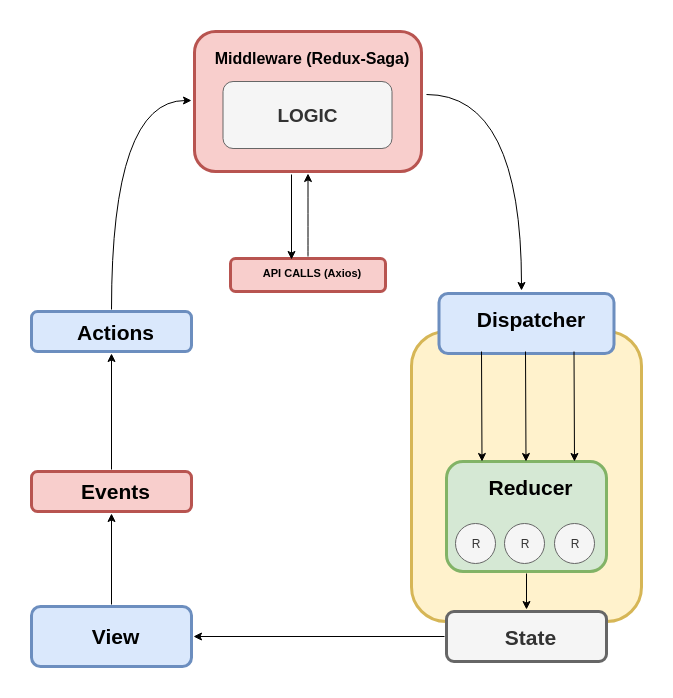 Middleware (Redux-Saga)
LOGIC
API CALLS (Axios)
Dispatcher
Actions
Reducer
Events
R R R
View
State